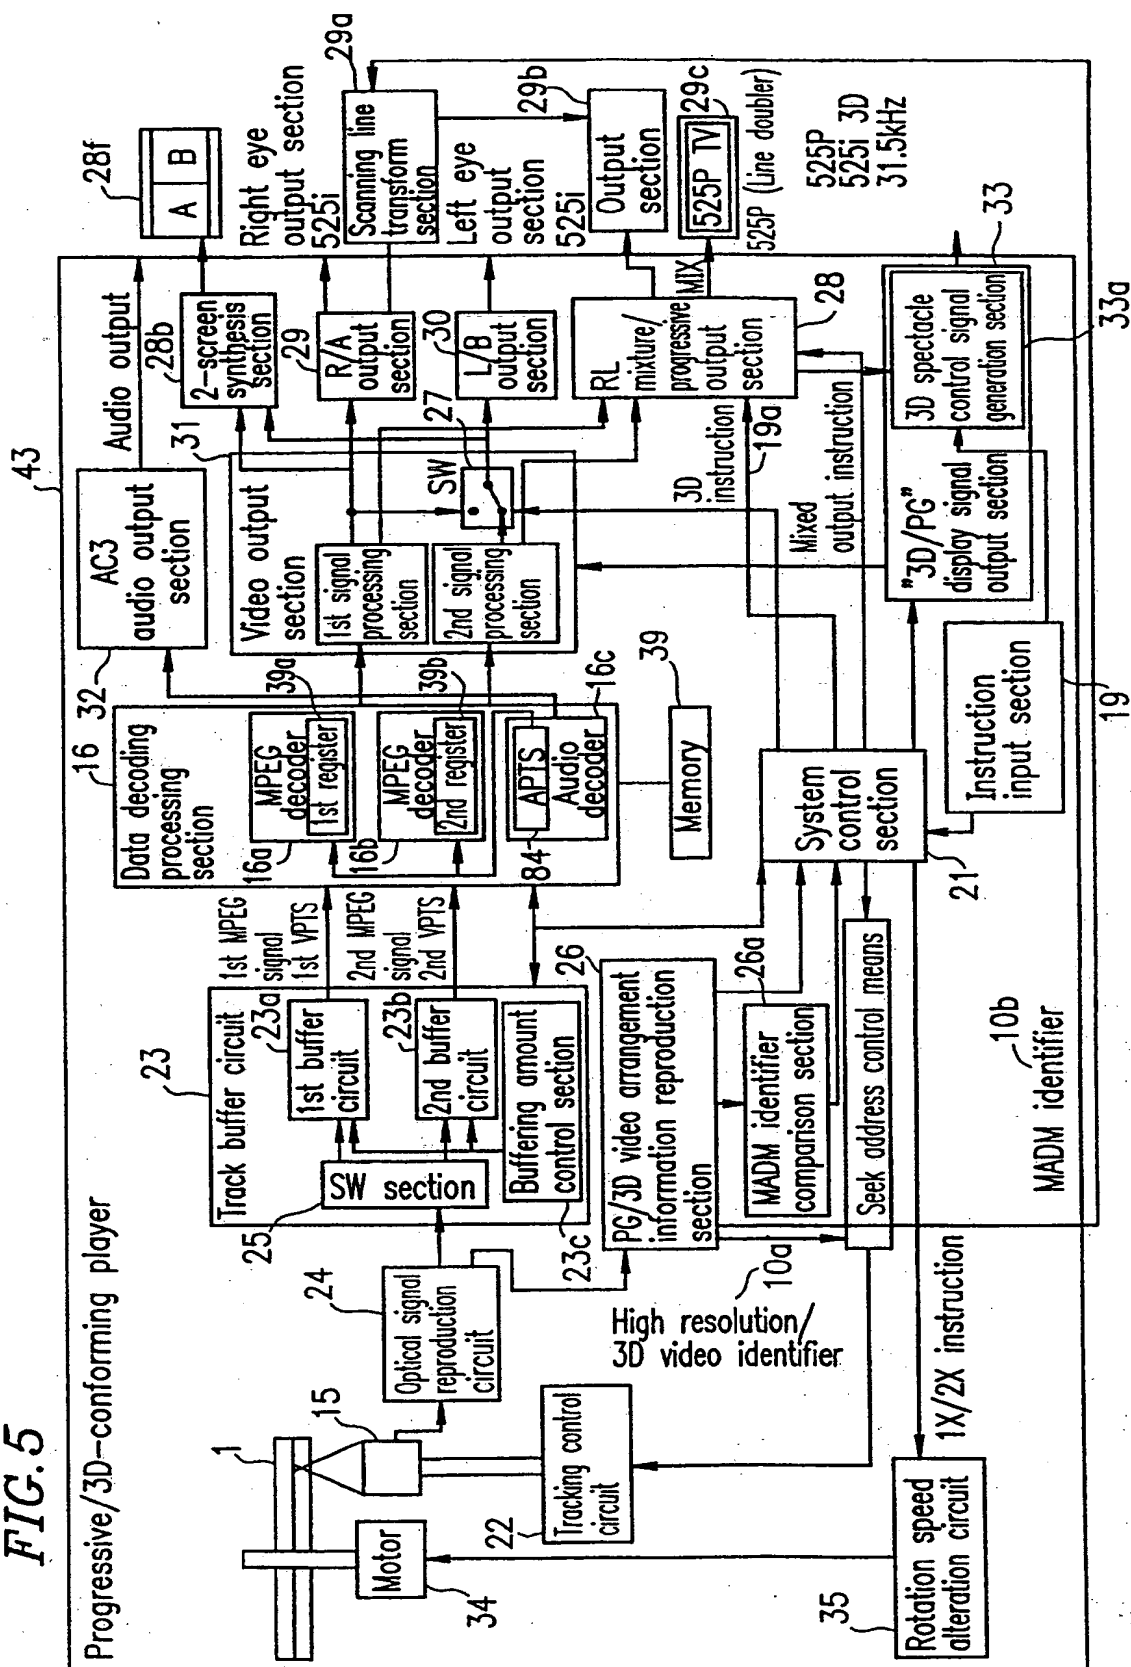 FIG.5
Progressive/3D-conforming player
43
1
15
Motor
34
Tracking control
circuit
22
Rotation speed
alteration circuit
35
1X/2X instruction
24
Optical signal
reproduction
circuit
High resolution/
3D video identifier
10a
23
Track buffer circuit
25
SW section
23a
1st buffer
circuit
23b
2nd buffer
circuit
Buffering amount
control section
23c
26
PG/3D video arrangement
information reproduction
section
26a
MADM identifier
comparison section
Seek address control means
10b
MADM identifier
1st MPEG
signal
1st VPTS
2nd MPEG
signal
2nd VPTS
16
Data decoding
processing
section
MPEG
decoder
39a
1st register
16a
MPEG
decoder
39b
2nd register
16b
APTS
Audio
decoder
84
16c
39
Memory
System
control
section
21
Instruction
input section
19
32
AC3
audio output
section
Audio output
31
Video output
section
1st signal
processing
section
2nd signal
processing
section
SW
27
3D
instruction
19a
Mixed
output instruction
"3D/PG"
display signal
output section
3D spectacle
control signal
generation section
33
33a
28b
2-screen
synthesis
section
29
R/A
output
section
30
L/B
output
section
RL
mixture/
progressive
output
section
28
MIX
28f
A B
Right eye
output section
525i
Scanning line
transform
section
29a
Left eye
output
section
525i
Output
section
29b
525P TV
29c
525P (Line doubler)
525P
525i 3D
31.5kHz